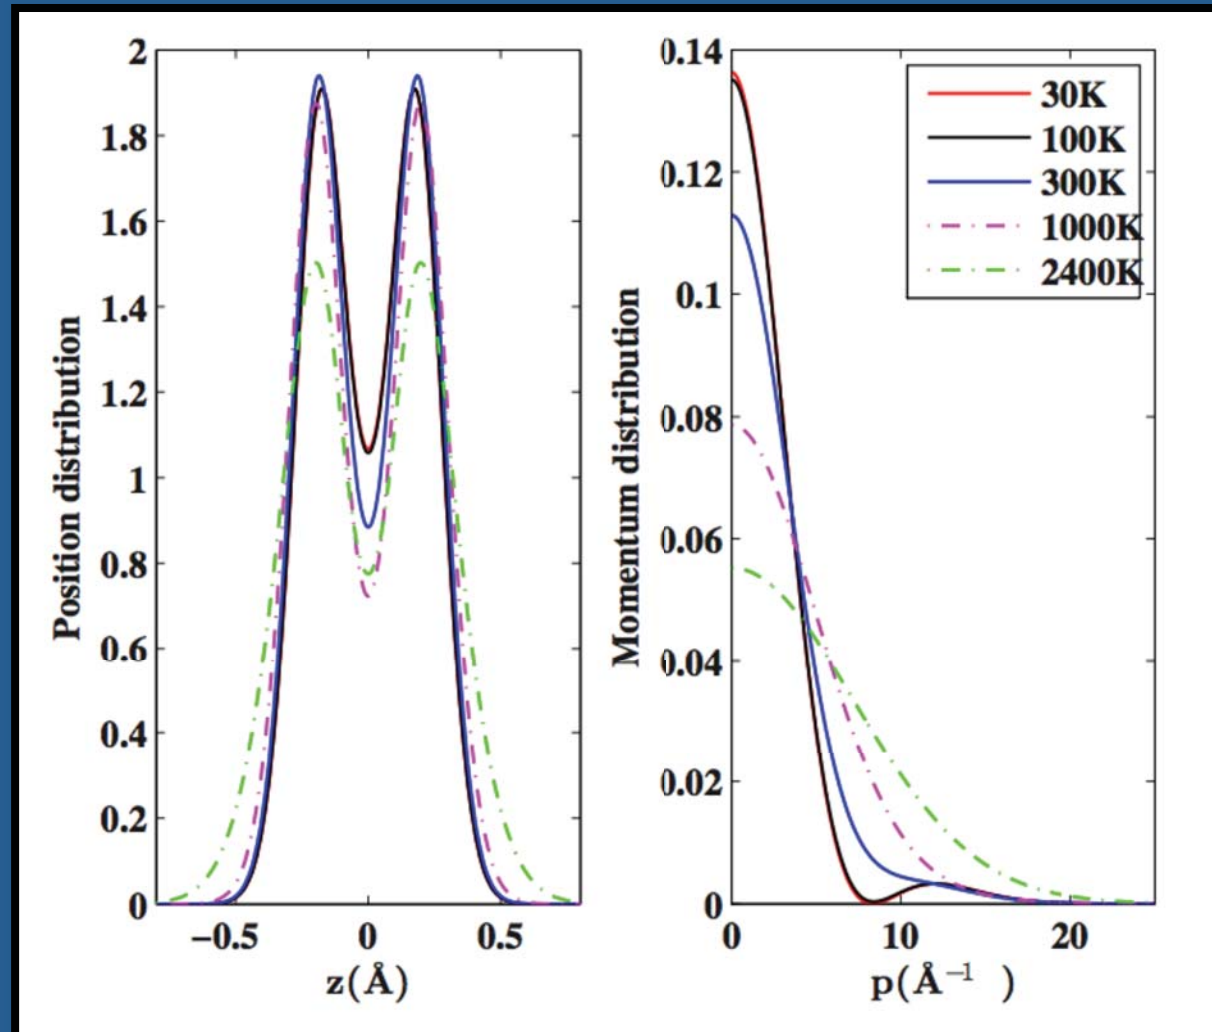 2
1.8
1.6
1.4
1.2
1
0.8
0.6
0.4
0.2
0
−0.5
0
0.5
z(Å)
Position distribution
0.14
0.12
0.1
0.08
0.06
0.04
0.02
0
0
10
20
p(Å⁻¹ )
Momentum distribution
30K
100K
300K
1000K
2400K